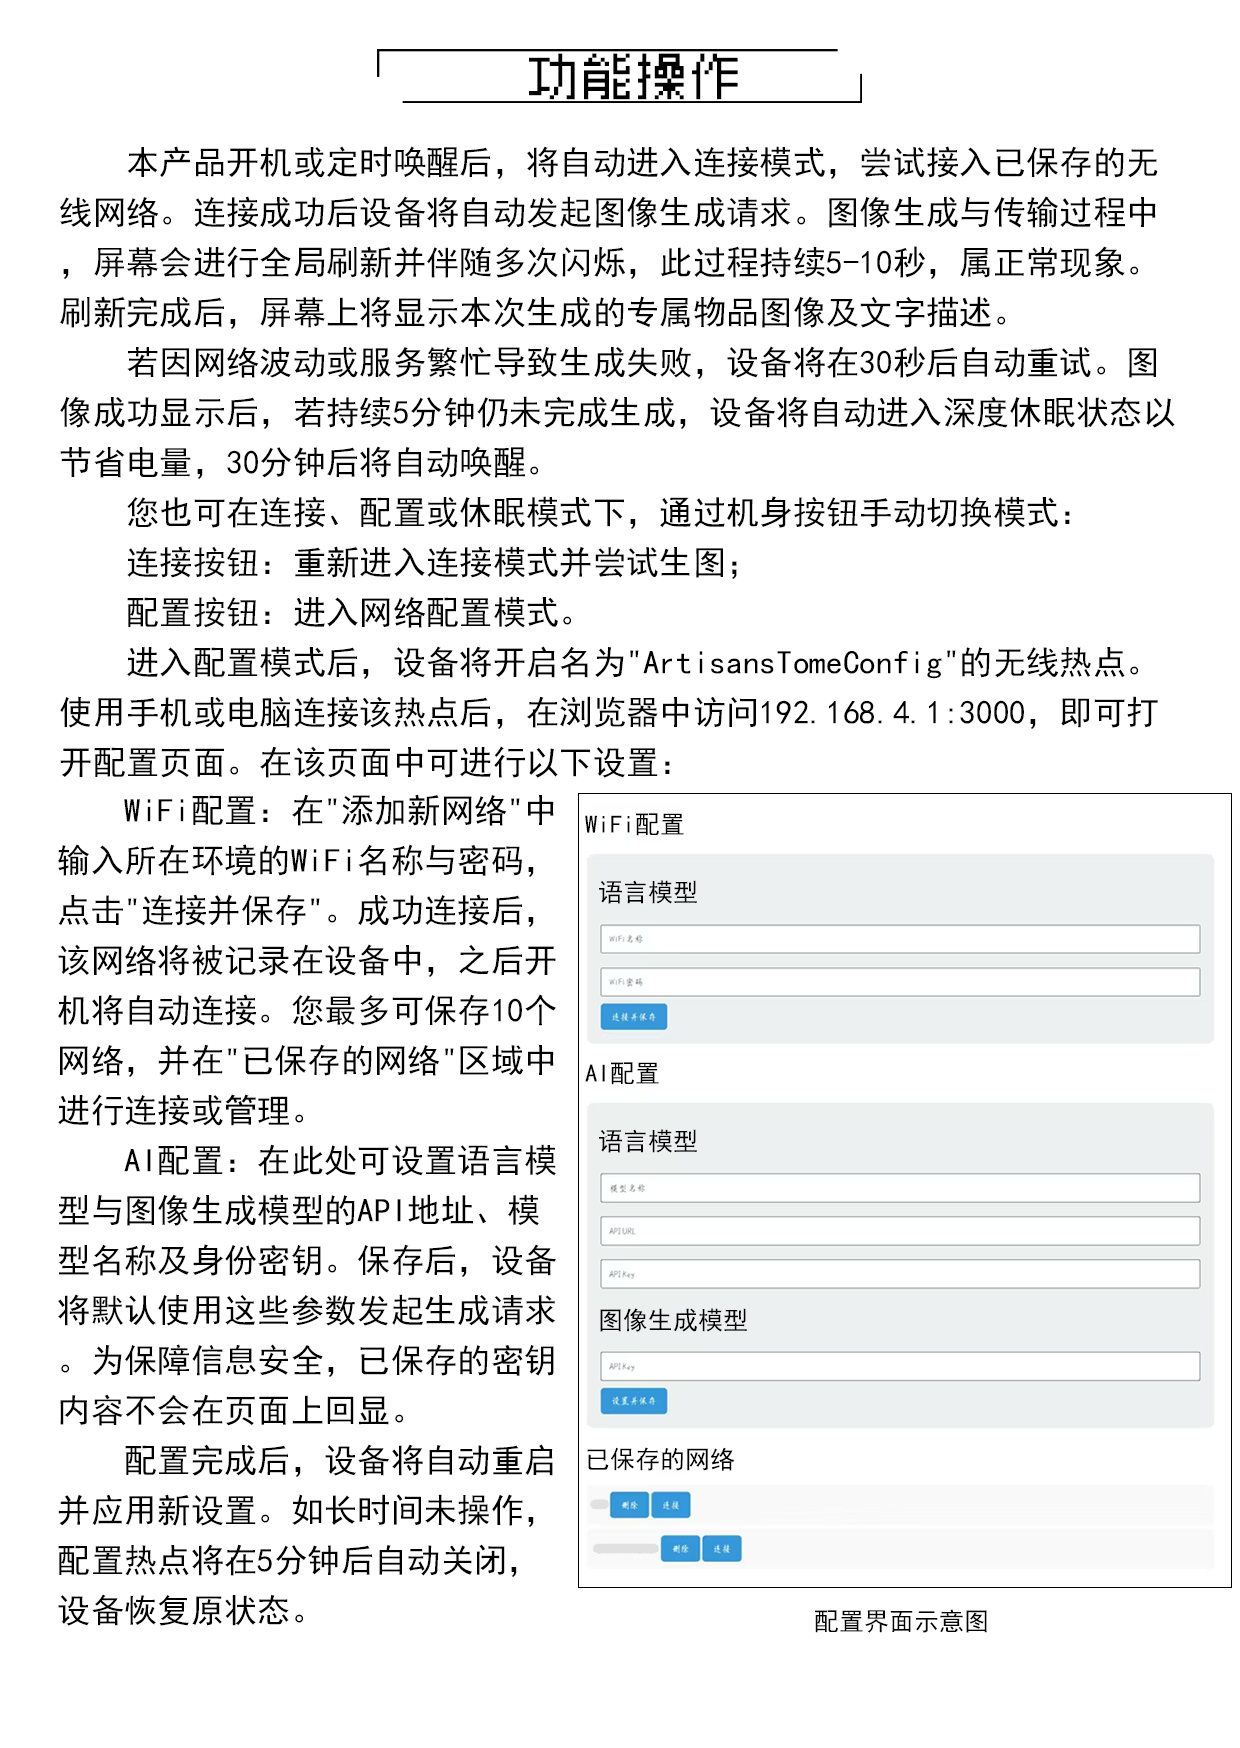 功能操作
本产品开机或定时唤醒后，将自动进入连接模式，尝试接入已保存的无
线网络。连接成功后设备将自动发起图像生成请求。图像生成与传输过程中
，屏幕会进行全局刷新并伴随多次闪烁，此过程持续5-10秒，属正常现象。
刷新完成后，屏幕上将显示本次生成的专属物品图像及文字描述。
若因网络波动或服务繁忙导致生成失败，设备将在30秒后自动重试。图
像成功显示后，若持续5分钟仍未完成生成，设备将自动进入深度休眠状态以
节省电量，30分钟后将自动唤醒。
您也可在连接、配置或休眠模式下，通过机身按钮手动切换模式：
连接按钮：重新进入连接模式并尝试生图；
配置按钮：进入网络配置模式。
进入配置模式后，设备将开启名为"ArtisansTomeConfig"的无线热点。
使用手机或电脑连接该热点后，在浏览器中访问192.168.4.1:3000，即可打
开配置页面。在该页面中可进行以下设置：
WiFi配置：在"添加新网络"中
输入所在环境的WiFi名称与密码，
点击"连接并保存"。成功连接后，
该网络将被记录在设备中，之后开
机将自动连接。您最多可保存10个
网络，并在"已保存的网络"区域中
进行连接或管理。
AI配置：在此处可设置语言模
型与图像生成模型的API地址、模
型名称及身份密钥。保存后，设备
将默认使用这些参数发起生成请求
。为保障信息安全，已保存的密钥
内容不会在页面上回显。
配置完成后，设备将自动重启
并应用新设置。如长时间未操作，
配置热点将在5分钟后自动关闭，
设备恢复原状态。
WiFi配置
语言模型
WiFi名称
WiFi密码
连接并保存
AI配置
语言模型
模型名称
API URL
API Key
图像生成模型
API Key
设置并保存
已保存的网络
删除 连接
删除 连接
配置界面示意图